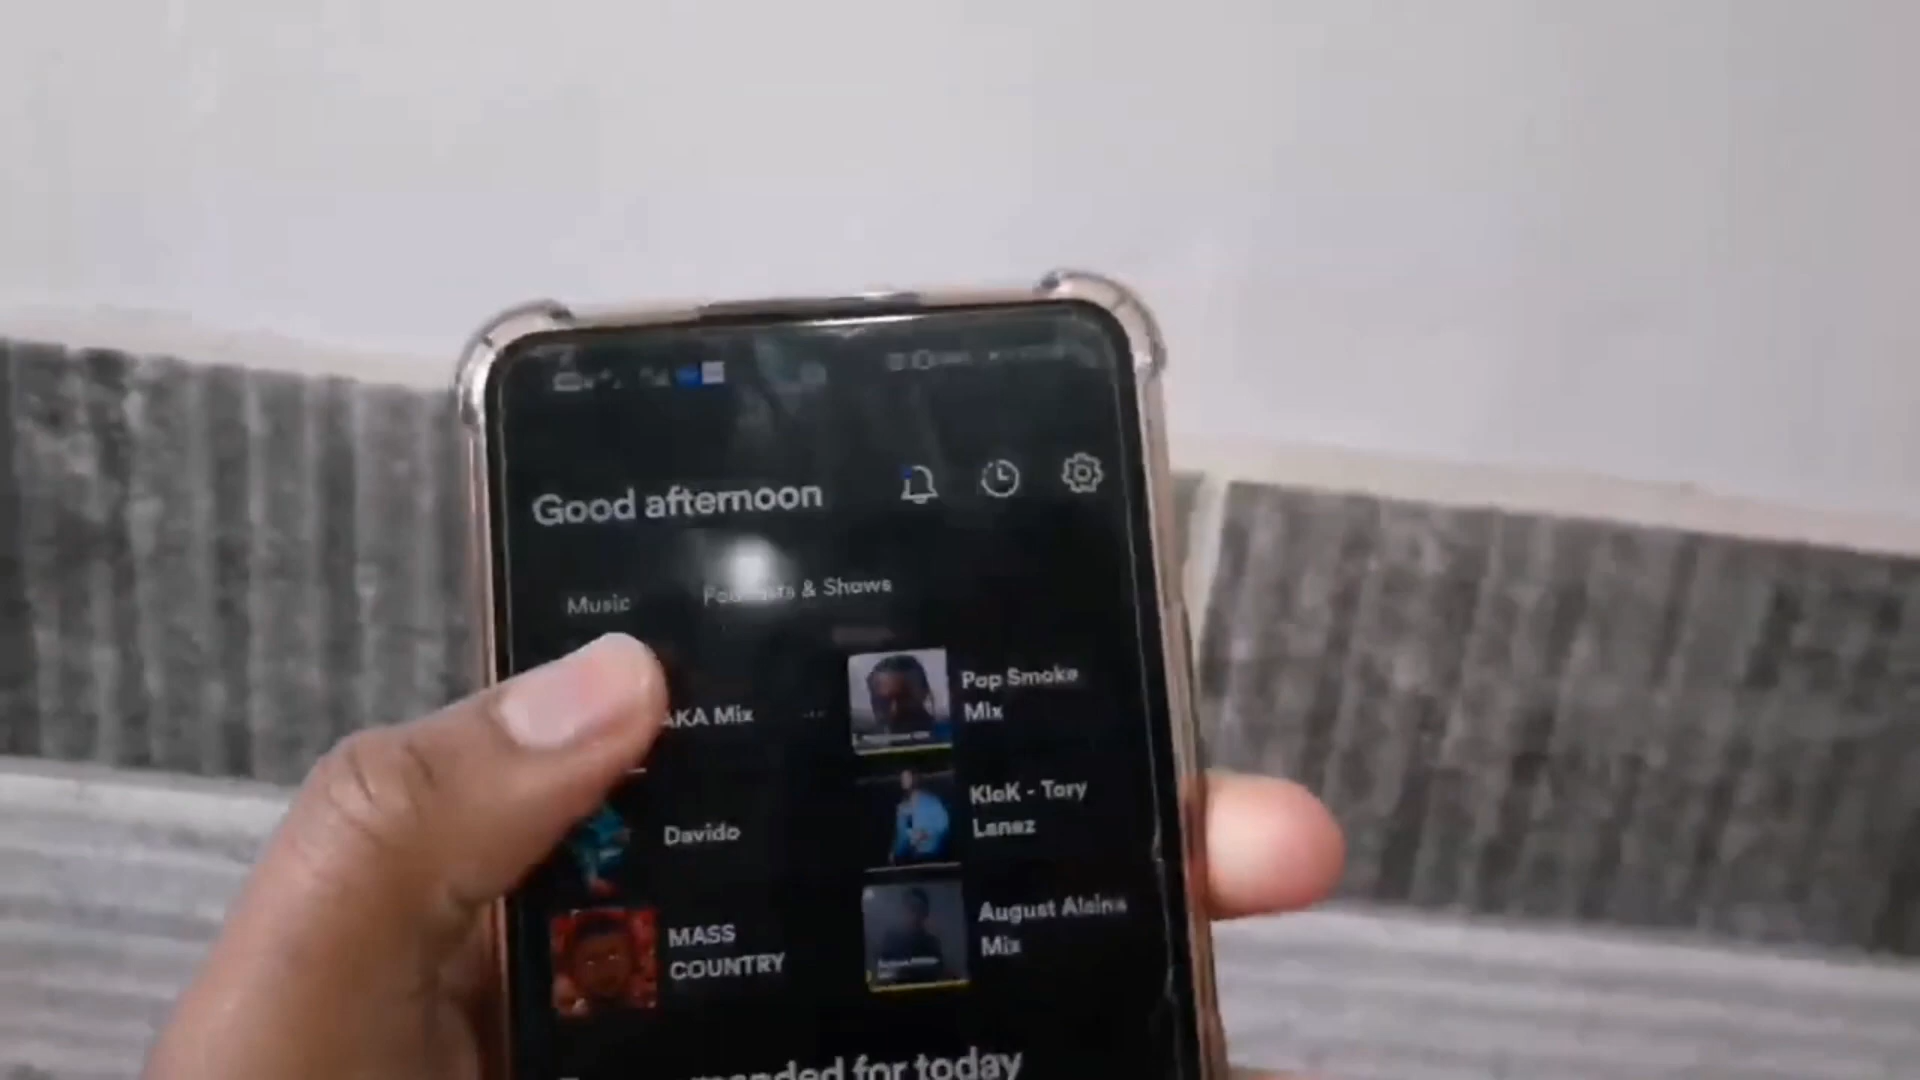 Good afternoon
Music
Podcasts & Shows
AKA Mix
Pop Smoke
Mix
Davido
KloK - Tory
Lanez
MASS
COUNTRY
August Alsina
Mix
for today